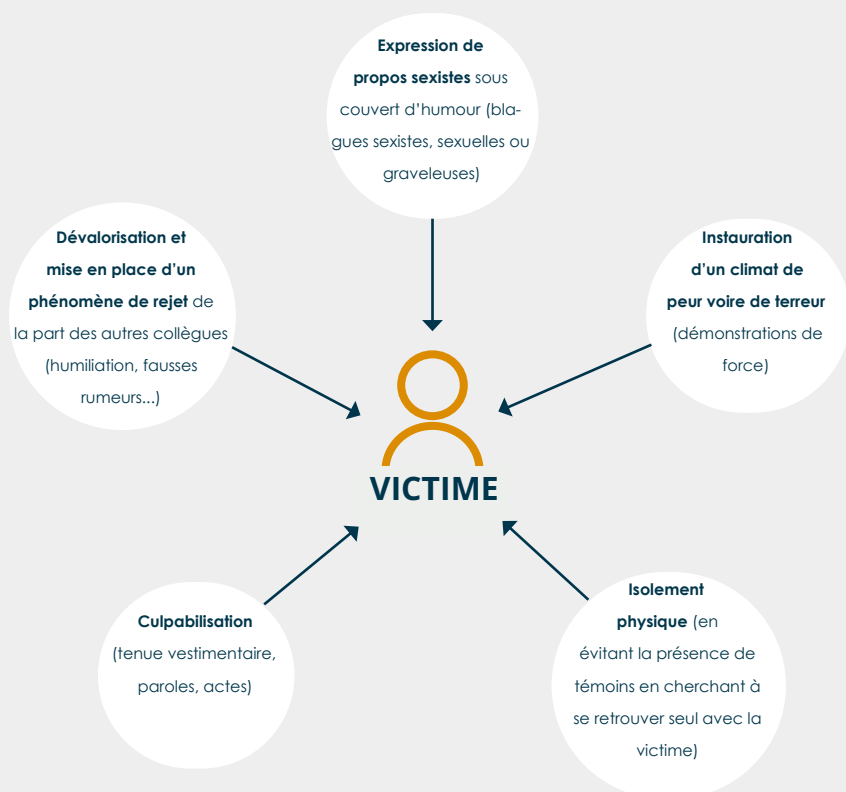 Expression de
propos sexistes sous
couvert d'humour (bla-
gues sexistes, sexuelles ou
graveleuses)
Dévalorisation et
mise en place d'un
phénomène de rejet de
la part des autres collègues
(humiliation, fausses
rumeurs...)
Instauration
d'un climat de
peur voire de terreur
(démonstrations de
force)
VICTIME
Culpabilisation
(tenue vestimentaire,
paroles, actes)
Isolement
physique (en
évitant la présence de
témoins en cherchant à
se retrouver seul avec la
victime)